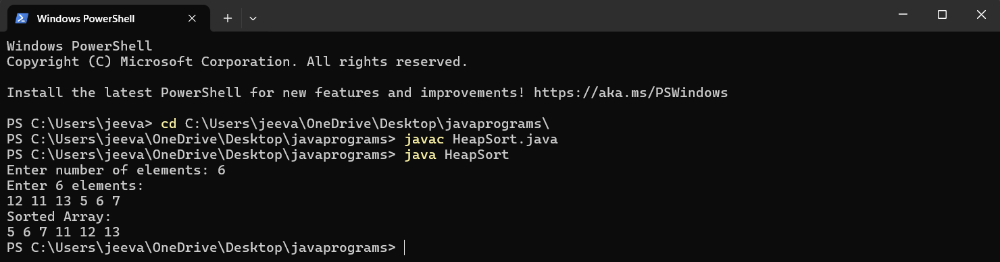 Windows PowerShell
Windows PowerShell
Copyright (C) Microsoft Corporation. All rights reserved.
Install the latest PowerShell for new features and improvements! https://aka.ms/PSWindows
PS C:\Users\jeeva> cd C:\Users\jeeva\OneDrive\Desktop\javaprograms\
PS C:\Users\jeeva\OneDrive\Desktop\javaprograms> javac HeapSort.java
PS C:\Users\jeeva\OneDrive\Desktop\javaprograms> java HeapSort
Enter number of elements: 6
Enter 6 elements:
12 11 13 5 6 7
Sorted Array:
5 6 7 11 12 13
PS C:\Users\jeeva\OneDrive\Desktop\javaprograms>